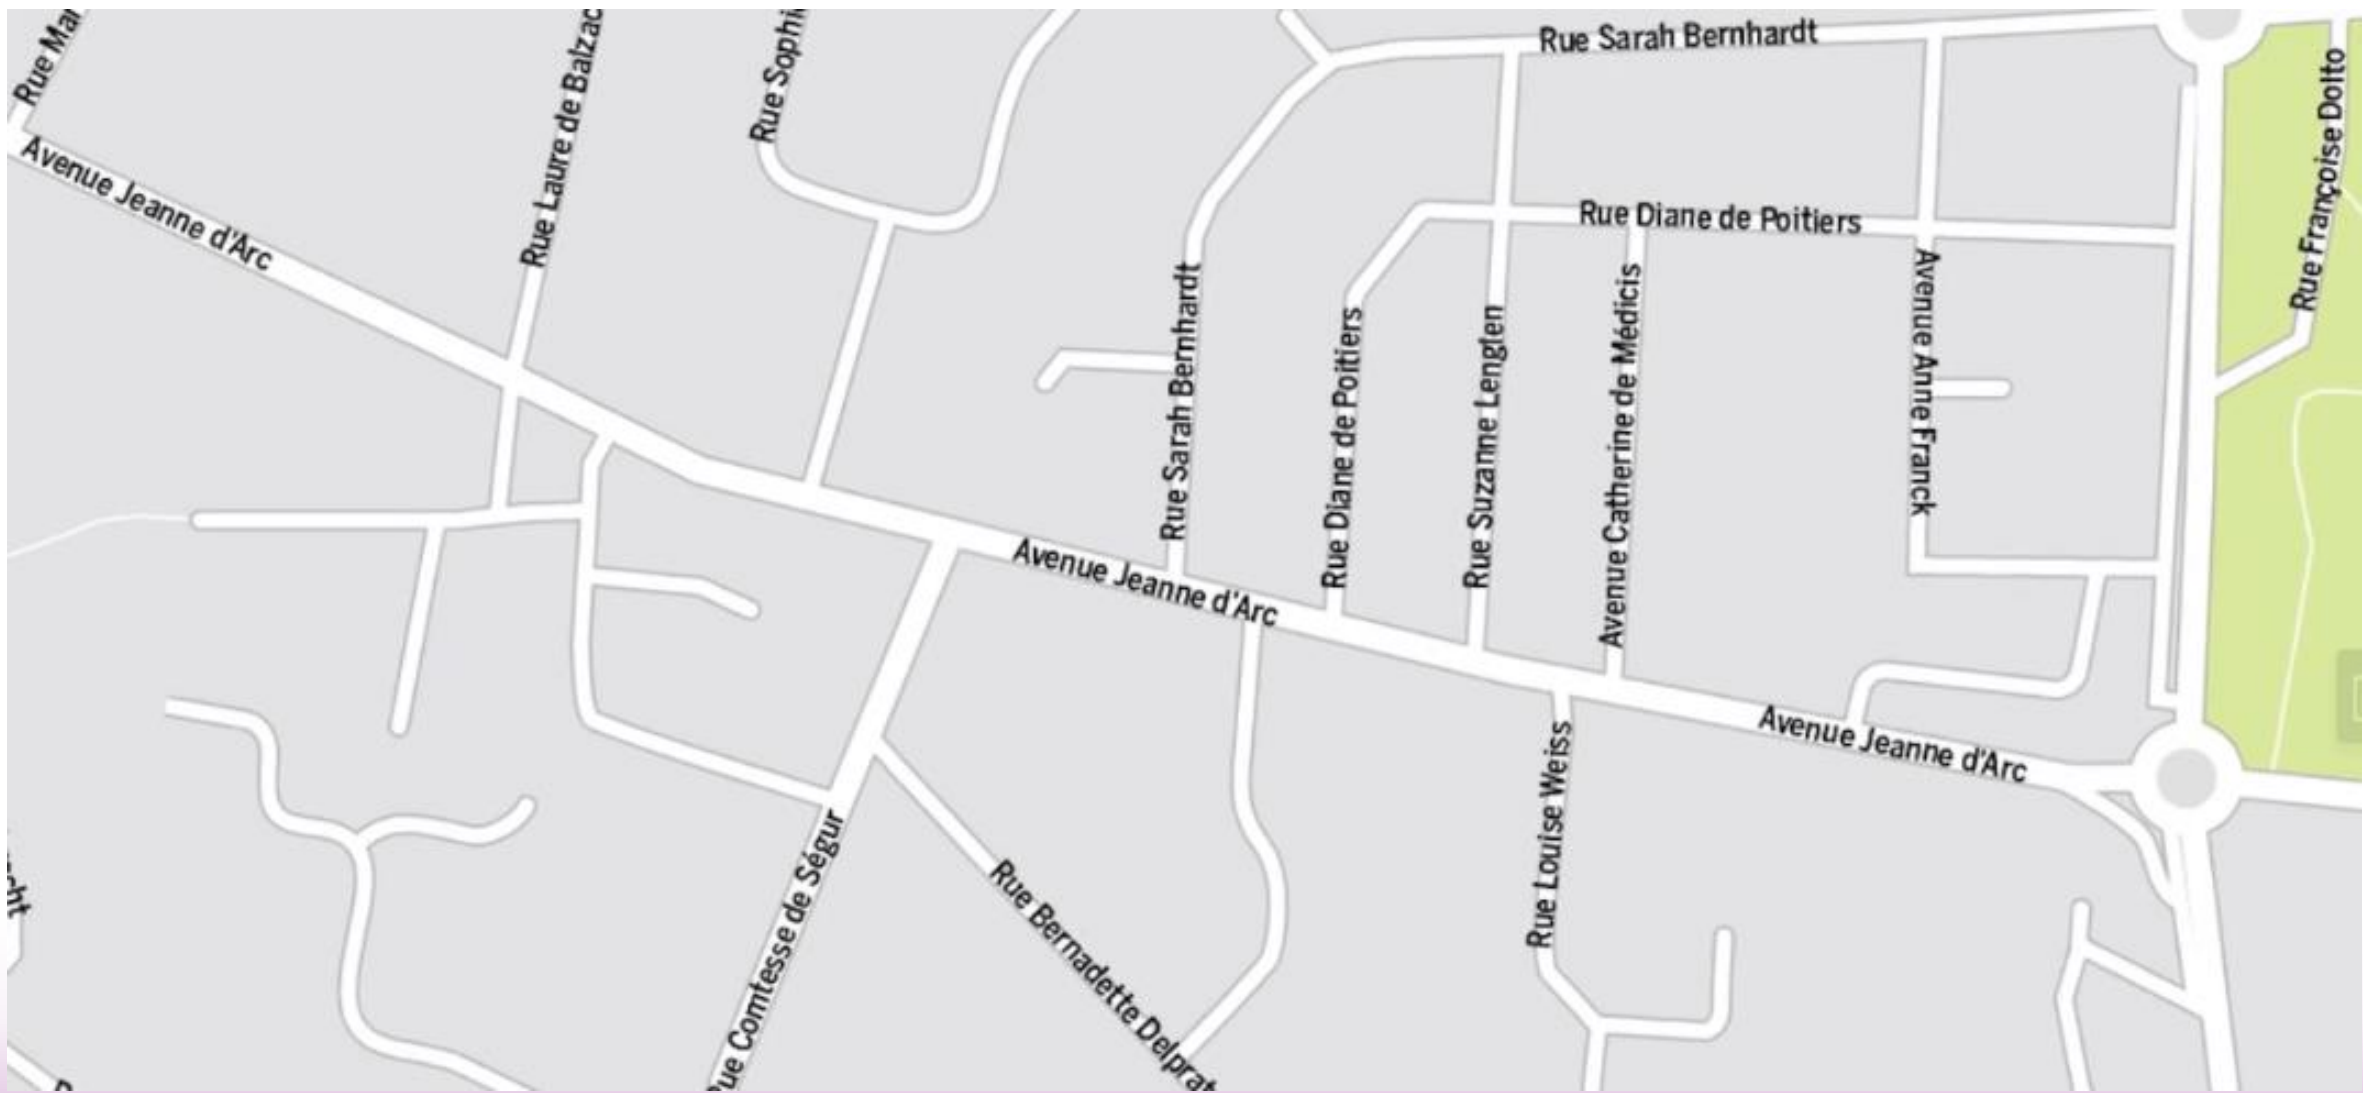 Rue Sarah Bernhardt
Rue Laure de Balzac
Rue Françoise Dolto
Avenue Jeanne d'Arc
Rue Diane de Poitiers
Rue Sarah Bernhardt
Rue Diane de Poitiers
Rue Suzanne Lenglen
Avenue Catherine de Médicis
Avenue Anne Franck
Avenue Jeanne d'Arc
Avenue Jeanne d'Arc
Rue Louise Weiss
Rue Comtesse de Ségur
Rue Bernadette Delprat
Rue
Rue